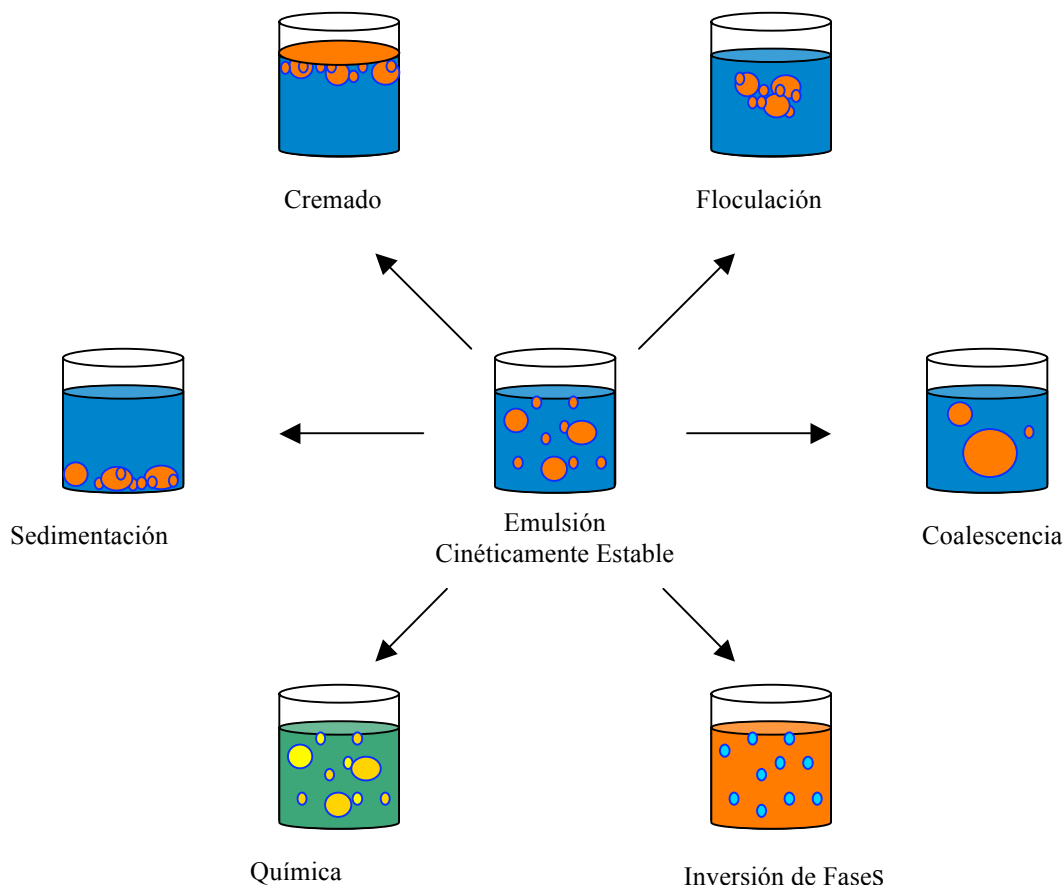 Cremado
Floculación
Sedimentación
Emulsión
Cinéticamente Estable
Coalescencia
Química
Inversión de FaseS